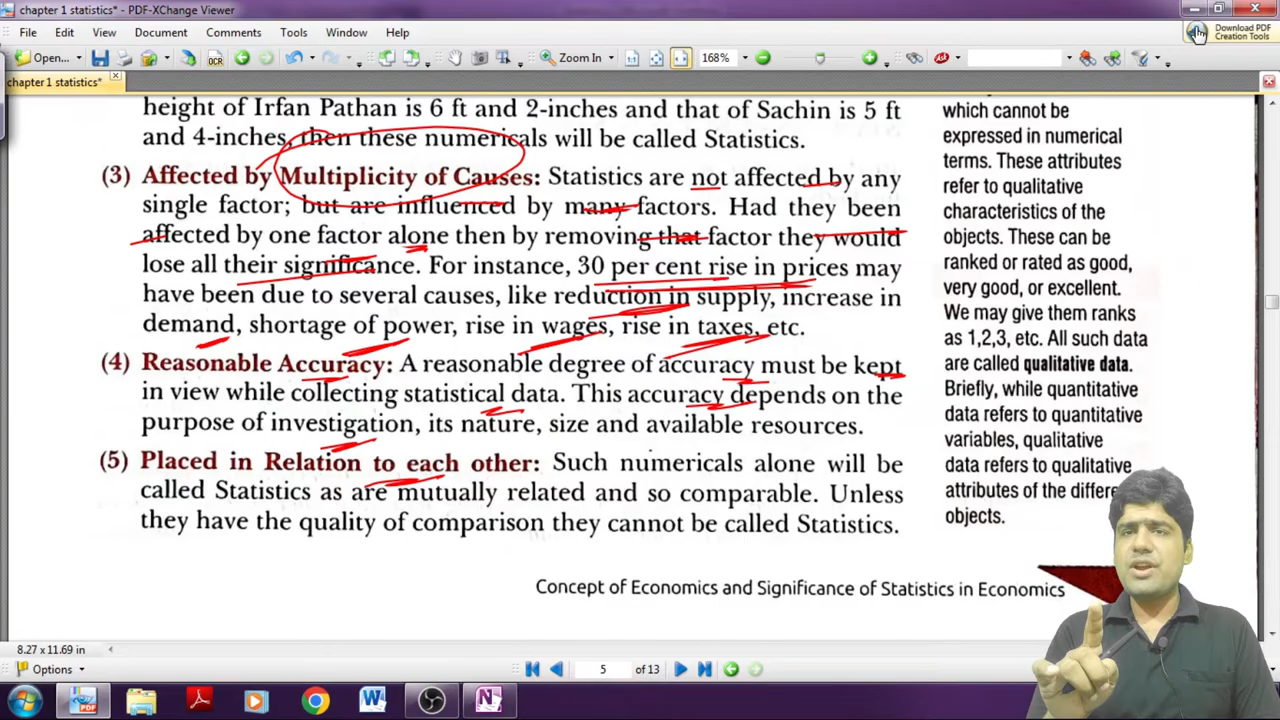 chapter 1 statistics* - PDF-XChange Viewer
File Edit View Document Comments Tools Window Help
Download PDF
Creation Tools
Open... OCR Zoom In 168%
chapter 1 statistics*
height of Irfan Pathan is 6 ft and 2-inches and that of Sachin is 5 ft
and 4-inches, then these numericals will be called Statistics.
(3) Affected by Multiplicity of Causes: Statistics are not affected by any
single factor; but are influenced by many factors. Had they been
affected by one factor alone then by removing that factor they would
lose all their significance. For instance, 30 per cent rise in prices may
have been due to several causes, like reduction in supply, increase in
demand, shortage of power, rise in wages, rise in taxes, etc.
(4) Reasonable Accuracy: A reasonable degree of accuracy must be kept
in view while collecting statistical data. This accuracy depends on the
purpose of investigation, its nature, size and available resources.
(5) Placed in Relation to each other: Such numericals alone will be
called Statistics as are mutually related and so comparable. Unless
they have the quality of comparison they cannot be called Statistics.
which cannot be
expressed in numerical
terms. These attributes
refer to qualitative
characteristics of the
objects. These can be
ranked or rated as good,
very good, or excellent.
We may give them ranks
as 1,2,3, etc. All such data
are called qualitative data.
Briefly, while quantitative
data refers to quantitative
variables, qualitative
data refers to qualitative
attributes of the differe
objects.
Concept of Economics and Significance of Statistics in Economics
8.27 x 11.69 in
Options 5 of 13